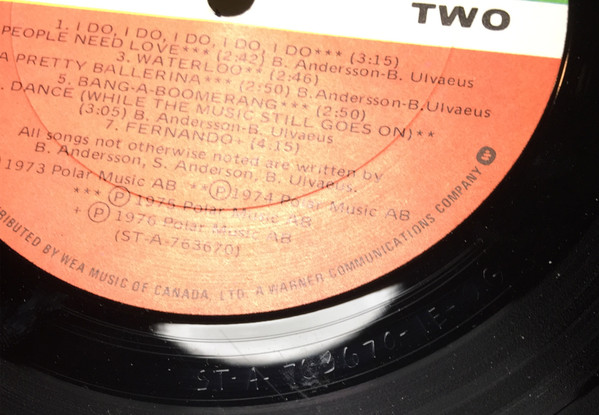 TWO
1. I DO, I DO, I DO, I DO, I DO*** (3:15)
PEOPLE NEED LOVE*** (2:42) B. Andersson-B. Ulvaeus
3. WATERLOO** (2:46)
A PRETTY BALLERINA*** (2:50) B. Andersson-B. Ulvaeus
5. BANG-A-BOOMERANG*** (2:50)
. DANCE (WHILE THE MUSIC STILL GOES ON)**
(3:05) B. Andersson-B. Ulvaeus
7. FERNANDO+ (4:15)
All songs not otherwise noted are written by
B. Andersson, S. Anderson, B. Ulvaeus.
1973 Polar Music AB **Ⓟ1974 Polar Music AB
*** Ⓟ 1975 Polar Music AB
+ Ⓟ 1976 Polar Music AB
(ST-A-763670)
RIBUTED BY WEA MUSIC OF CANADA, LTD. A WARNER COMMUNICATIONS COMPANY
ST-A-763670-